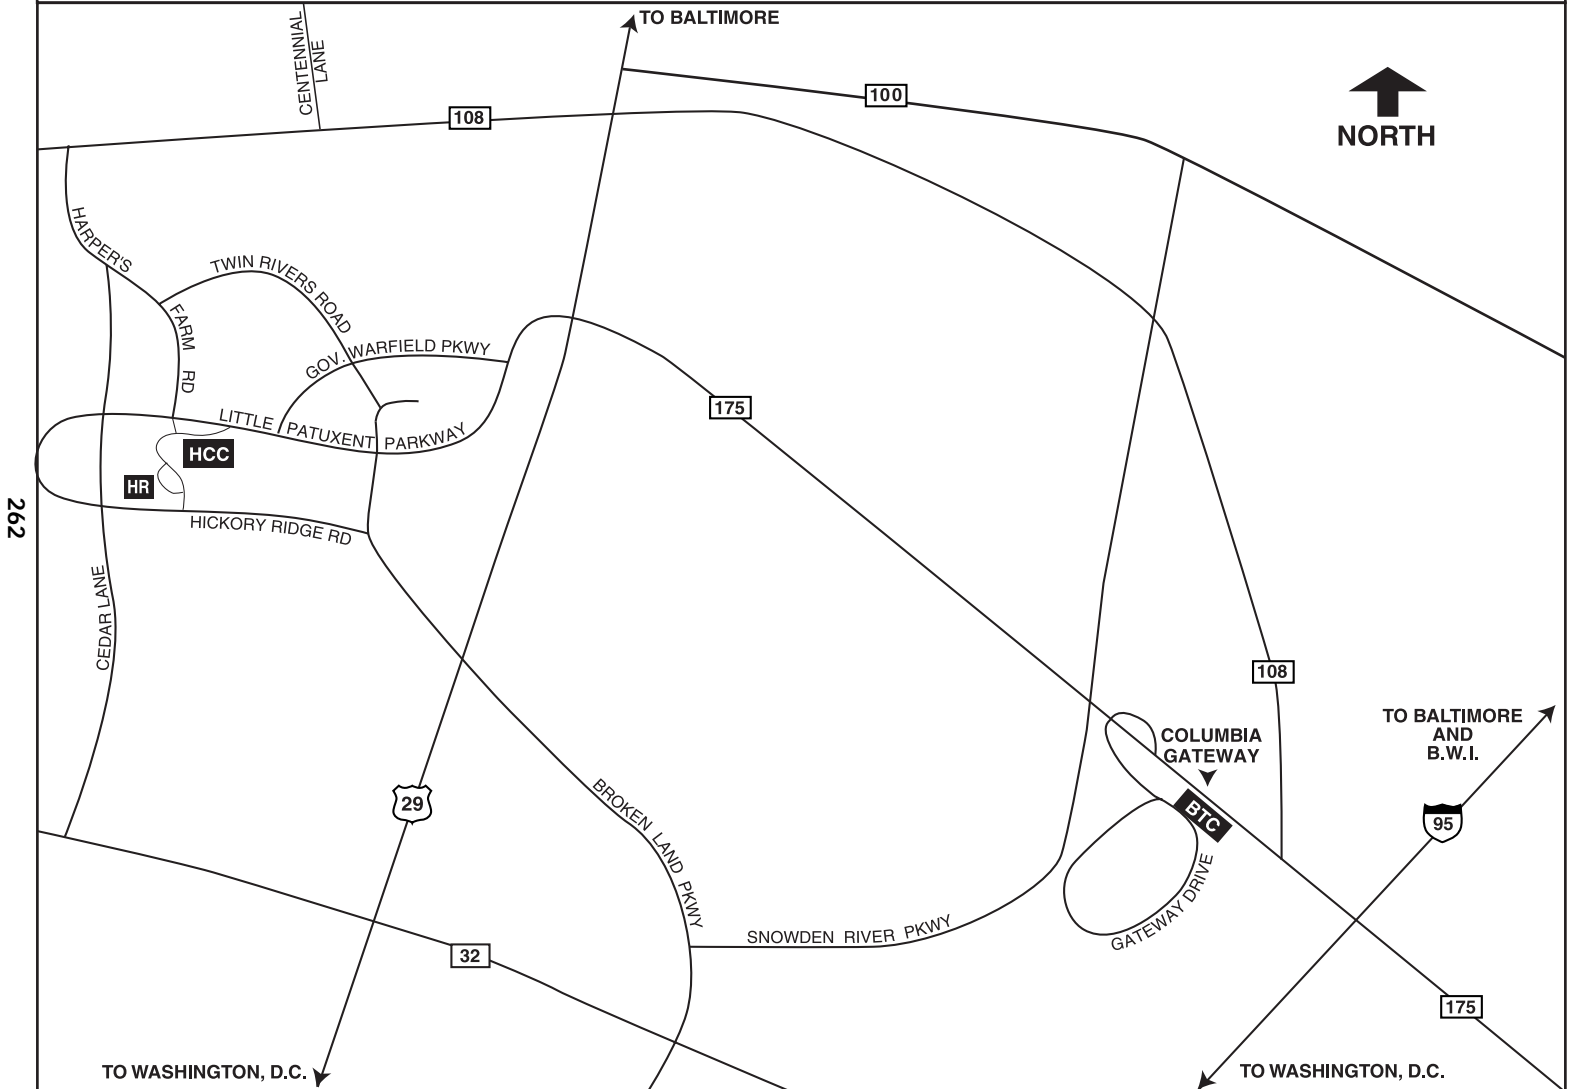 TO BALTIMORE
CENTENNIAL
LANE
100
108
NORTH
HARPER'S
FARM RD
TWIN RIVERS ROAD
GOV. WARFIELD PKWY
175
LITTLE PATUXENT PARKWAY
HCC
HR
262
HICKORY RIDGE RD
CEDAR LANE
108
TO BALTIMORE
AND
B.W.I.
COLUMBIA
GATEWAY
29
BROKEN LAND PKWY
BTC
95
GATEWAY DRIVE
SNOWDEN RIVER PKWY
32
175
TO WASHINGTON, D.C.
TO WASHINGTON, D.C.